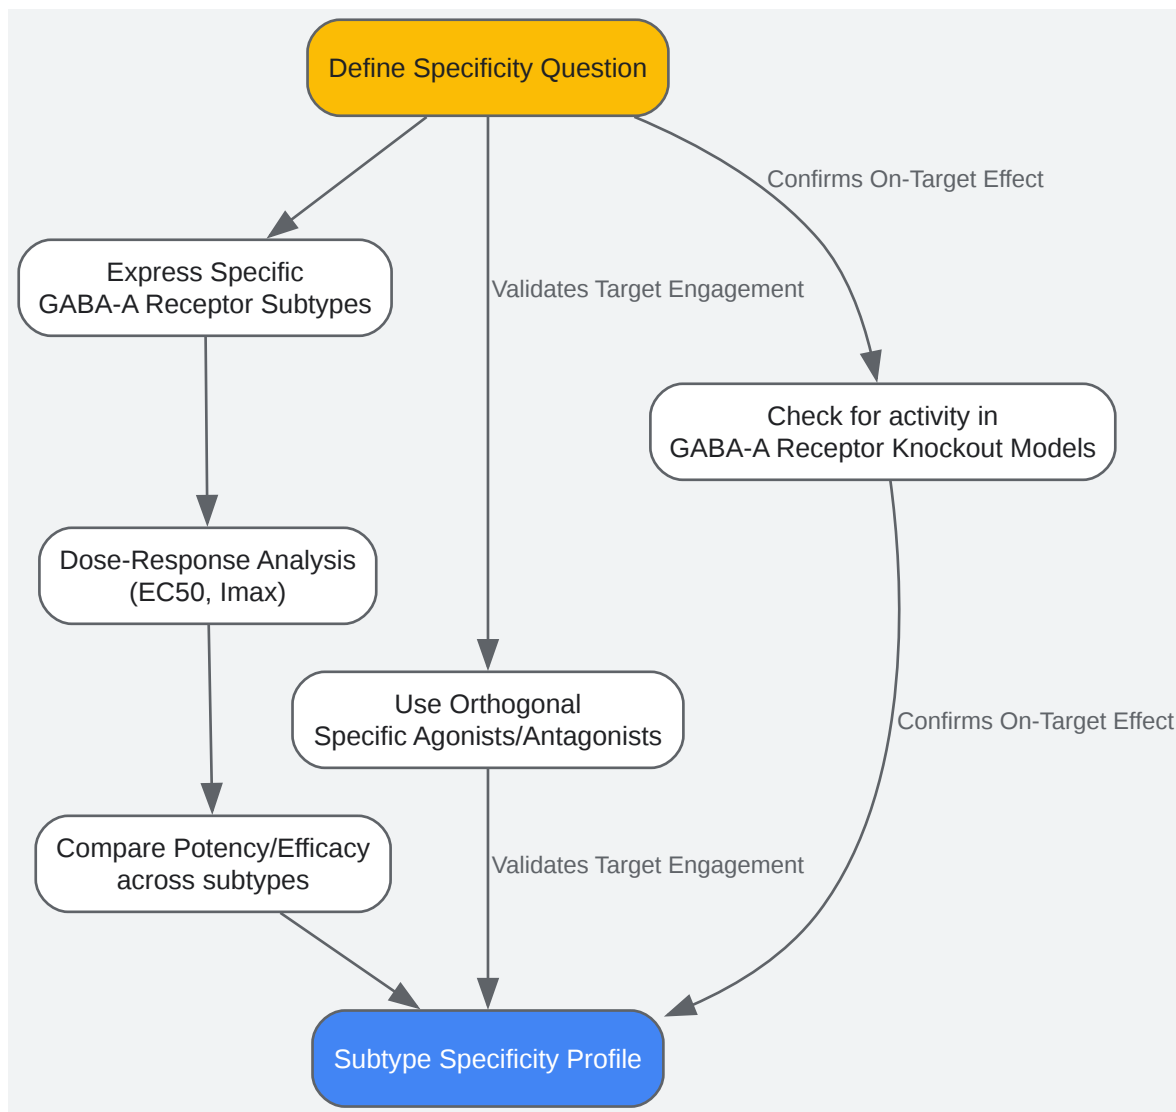 Define Specificity Question
Confirms On-Target Effect
Express Specific
GABA-A Receptor Subtypes
Validates Target Engagement
Check for activity in
GABA-A Receptor Knockout Models
Dose-Response Analysis
(EC50, Imax)
Use Orthogonal
Specific Agonists/Antagonists
Confirms On-Target Effect
Compare Potency/Efficacy
across subtypes
Validates Target Engagement
Subtype Specificity Profile